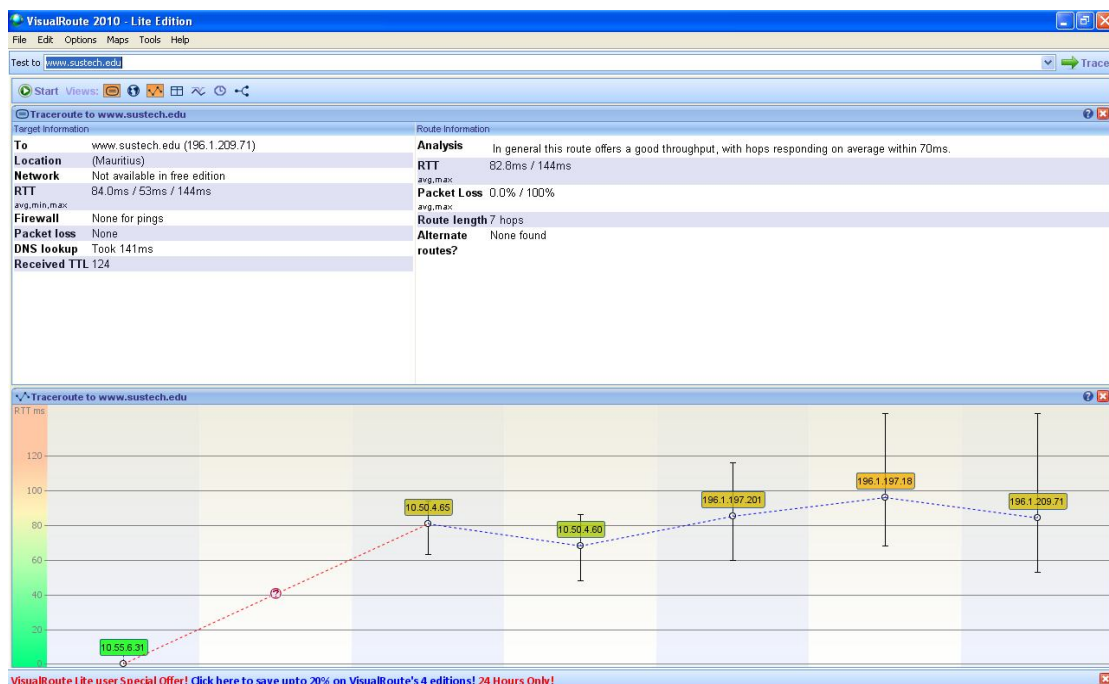 VisualRoute 2010 - Lite Edition
File Edit Options Maps Tools Help
Test to www.sustech.edu Trace
Start Views:
Traceroute to www.sustech.edu
Target Information
To www.sustech.edu (196.1.209.71)
Location (Mauritius)
Network Not available in free edition
RTT 84.0ms / 53ms / 144ms
avg,min,max
Firewall None for pings
Packet loss None
DNS lookup Took 141ms
Received TTL 124
Route Information
Analysis In general this route offers a good throughput, with hops responding on average within 70ms.
RTT 82.8ms / 144ms
avg,max
Packet Loss 0.0% / 100%
avg,max
Route length 7 hops
Alternate None found
routes?
Traceroute to www.sustech.edu
RTT ms
120
100
80
60
40
20
0
10.55.6.31
?
10.50.4.65
10.50.4.60
196.1.197.201
196.1.197.18
196.1.209.71
VisualRoute Lite user Special Offer! Click here to save upto 20% on VisualRoute's 4 editions! 24 Hours Only!